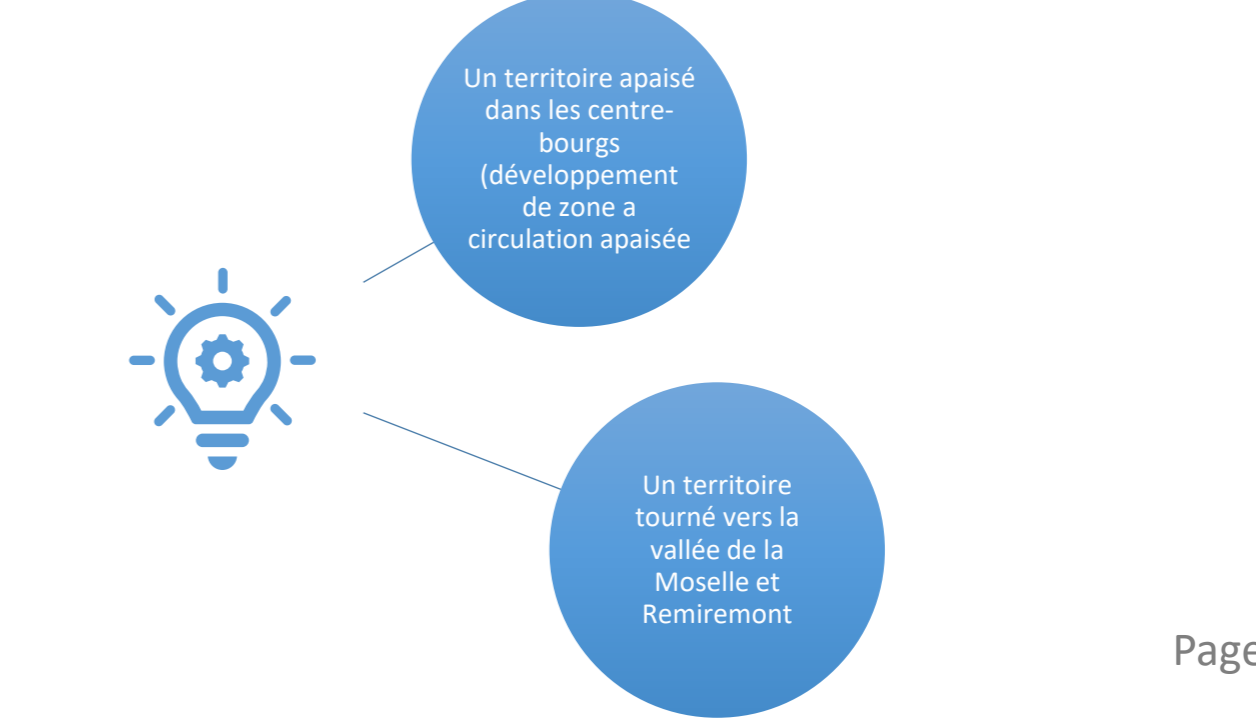 Un territoire apaisé
dans les centre-
bourgs
(développement
de zone a
circulation apaisée
Un territoire
tourné vers la
vallée de la
Moselle et
Remiremont
Page